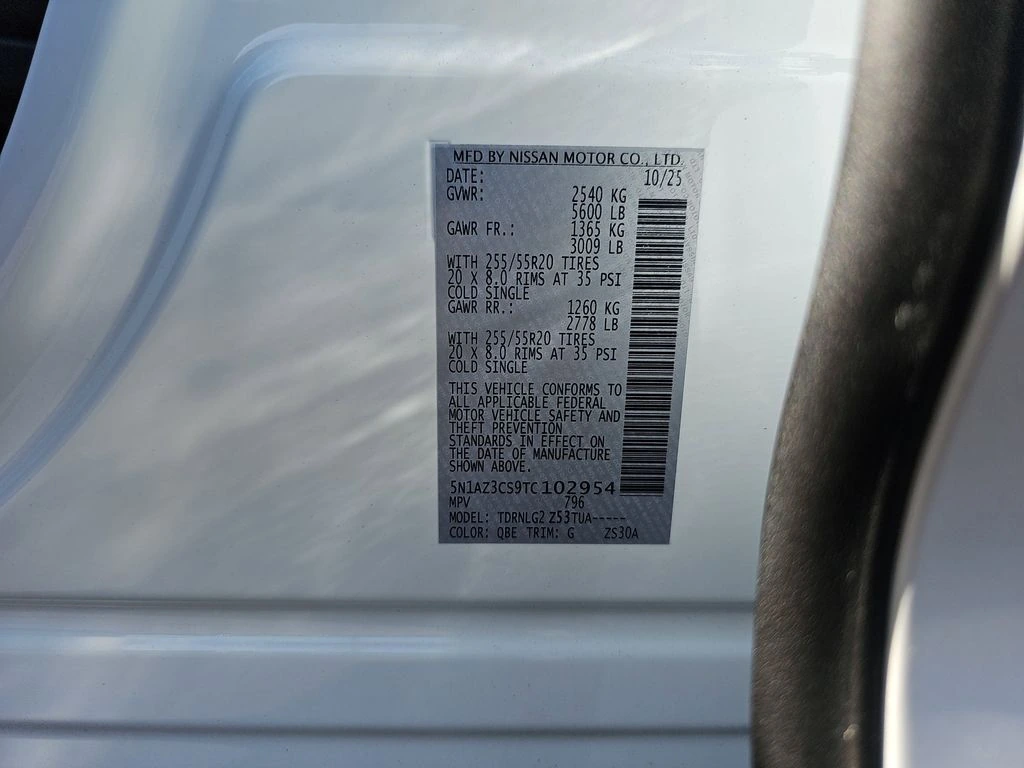 MFD BY NISSAN MOTOR CO., LTD.
DATE: 10/25
GVWR: 2540 KG
5600 LB
GAWR FR.: 1365 KG
3009 LB
WITH 255/55R20 TIRES
20 X 8.0 RIMS AT 35 PSI
COLD SINGLE
GAWR RR.: 1260 KG
2778 LB
WITH 255/55R20 TIRES
20 X 8.0 RIMS AT 35 PSI
COLD SINGLE
THIS VEHICLE CONFORMS TO
ALL APPLICABLE FEDERAL
MOTOR VEHICLE SAFETY AND
THEFT PREVENTION
STANDARDS IN EFFECT ON
THE DATE OF MANUFACTURE
SHOWN ABOVE.
5N1AZ3CS9TC102954
MPV 796
MODEL: TDRNLG2 Z53TUA-----
COLOR: QBE TRIM: G ZS30A